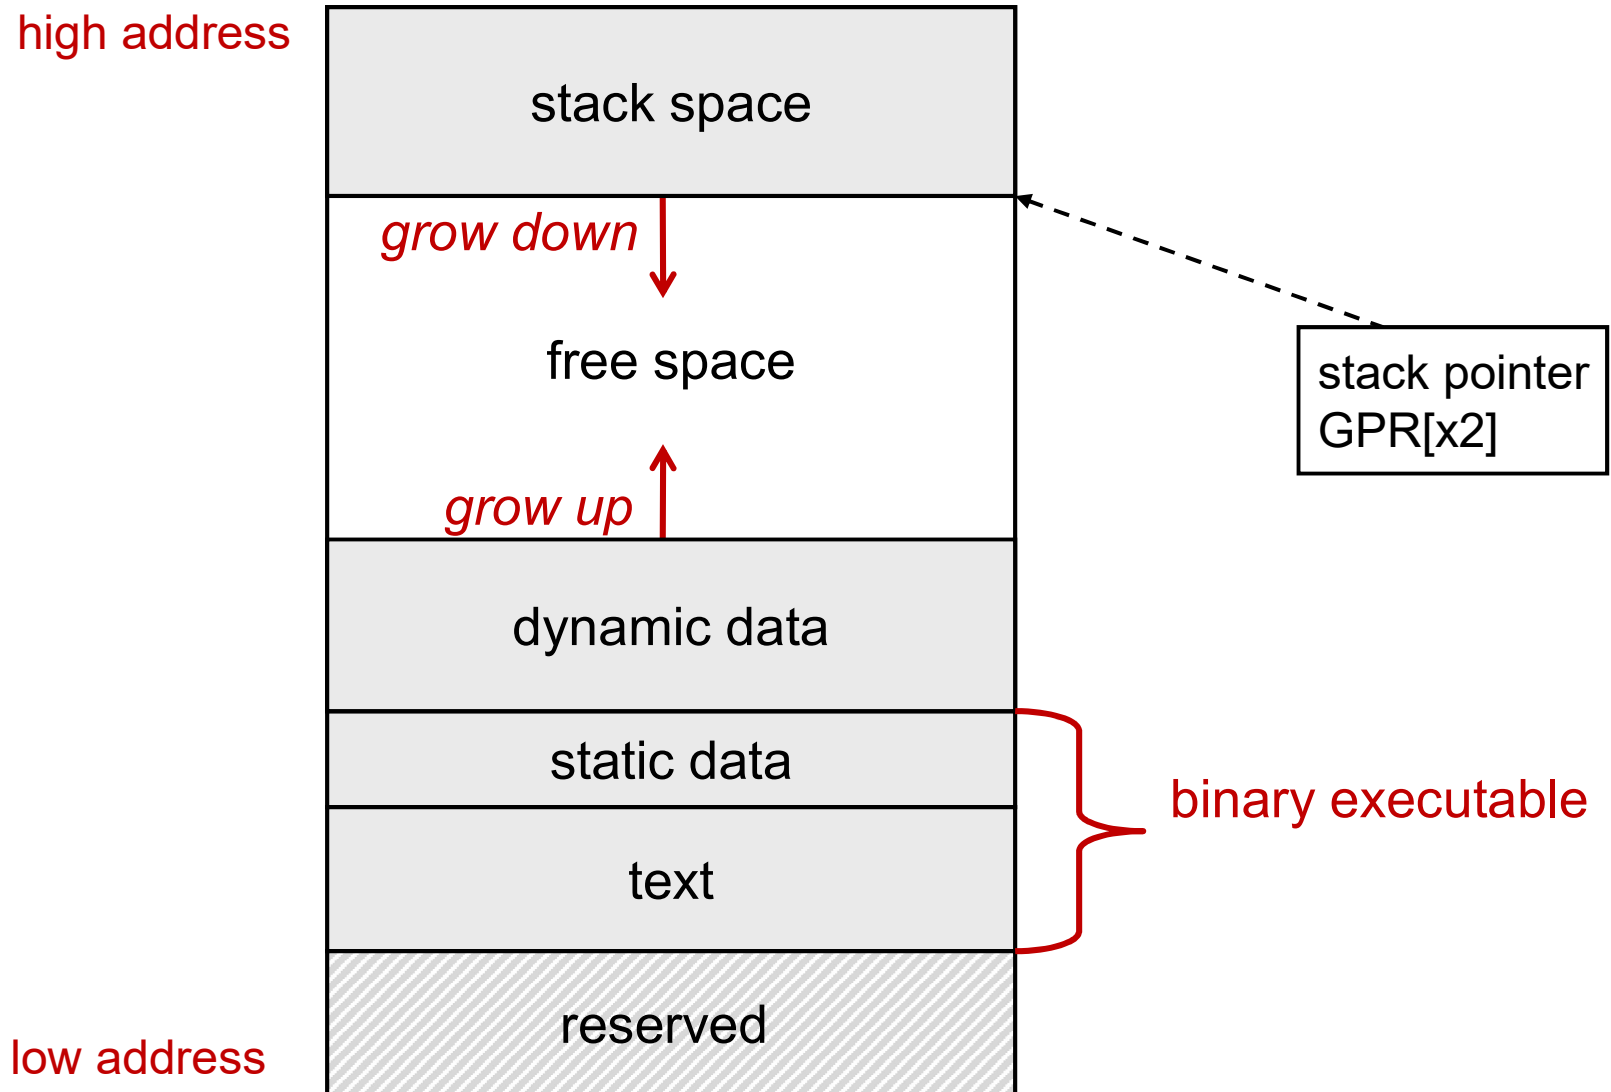 high address
stack space
grow down
free space
stack pointer
GPR[x2]
grow up
dynamic data
static data
binary executable
text
reserved
low address